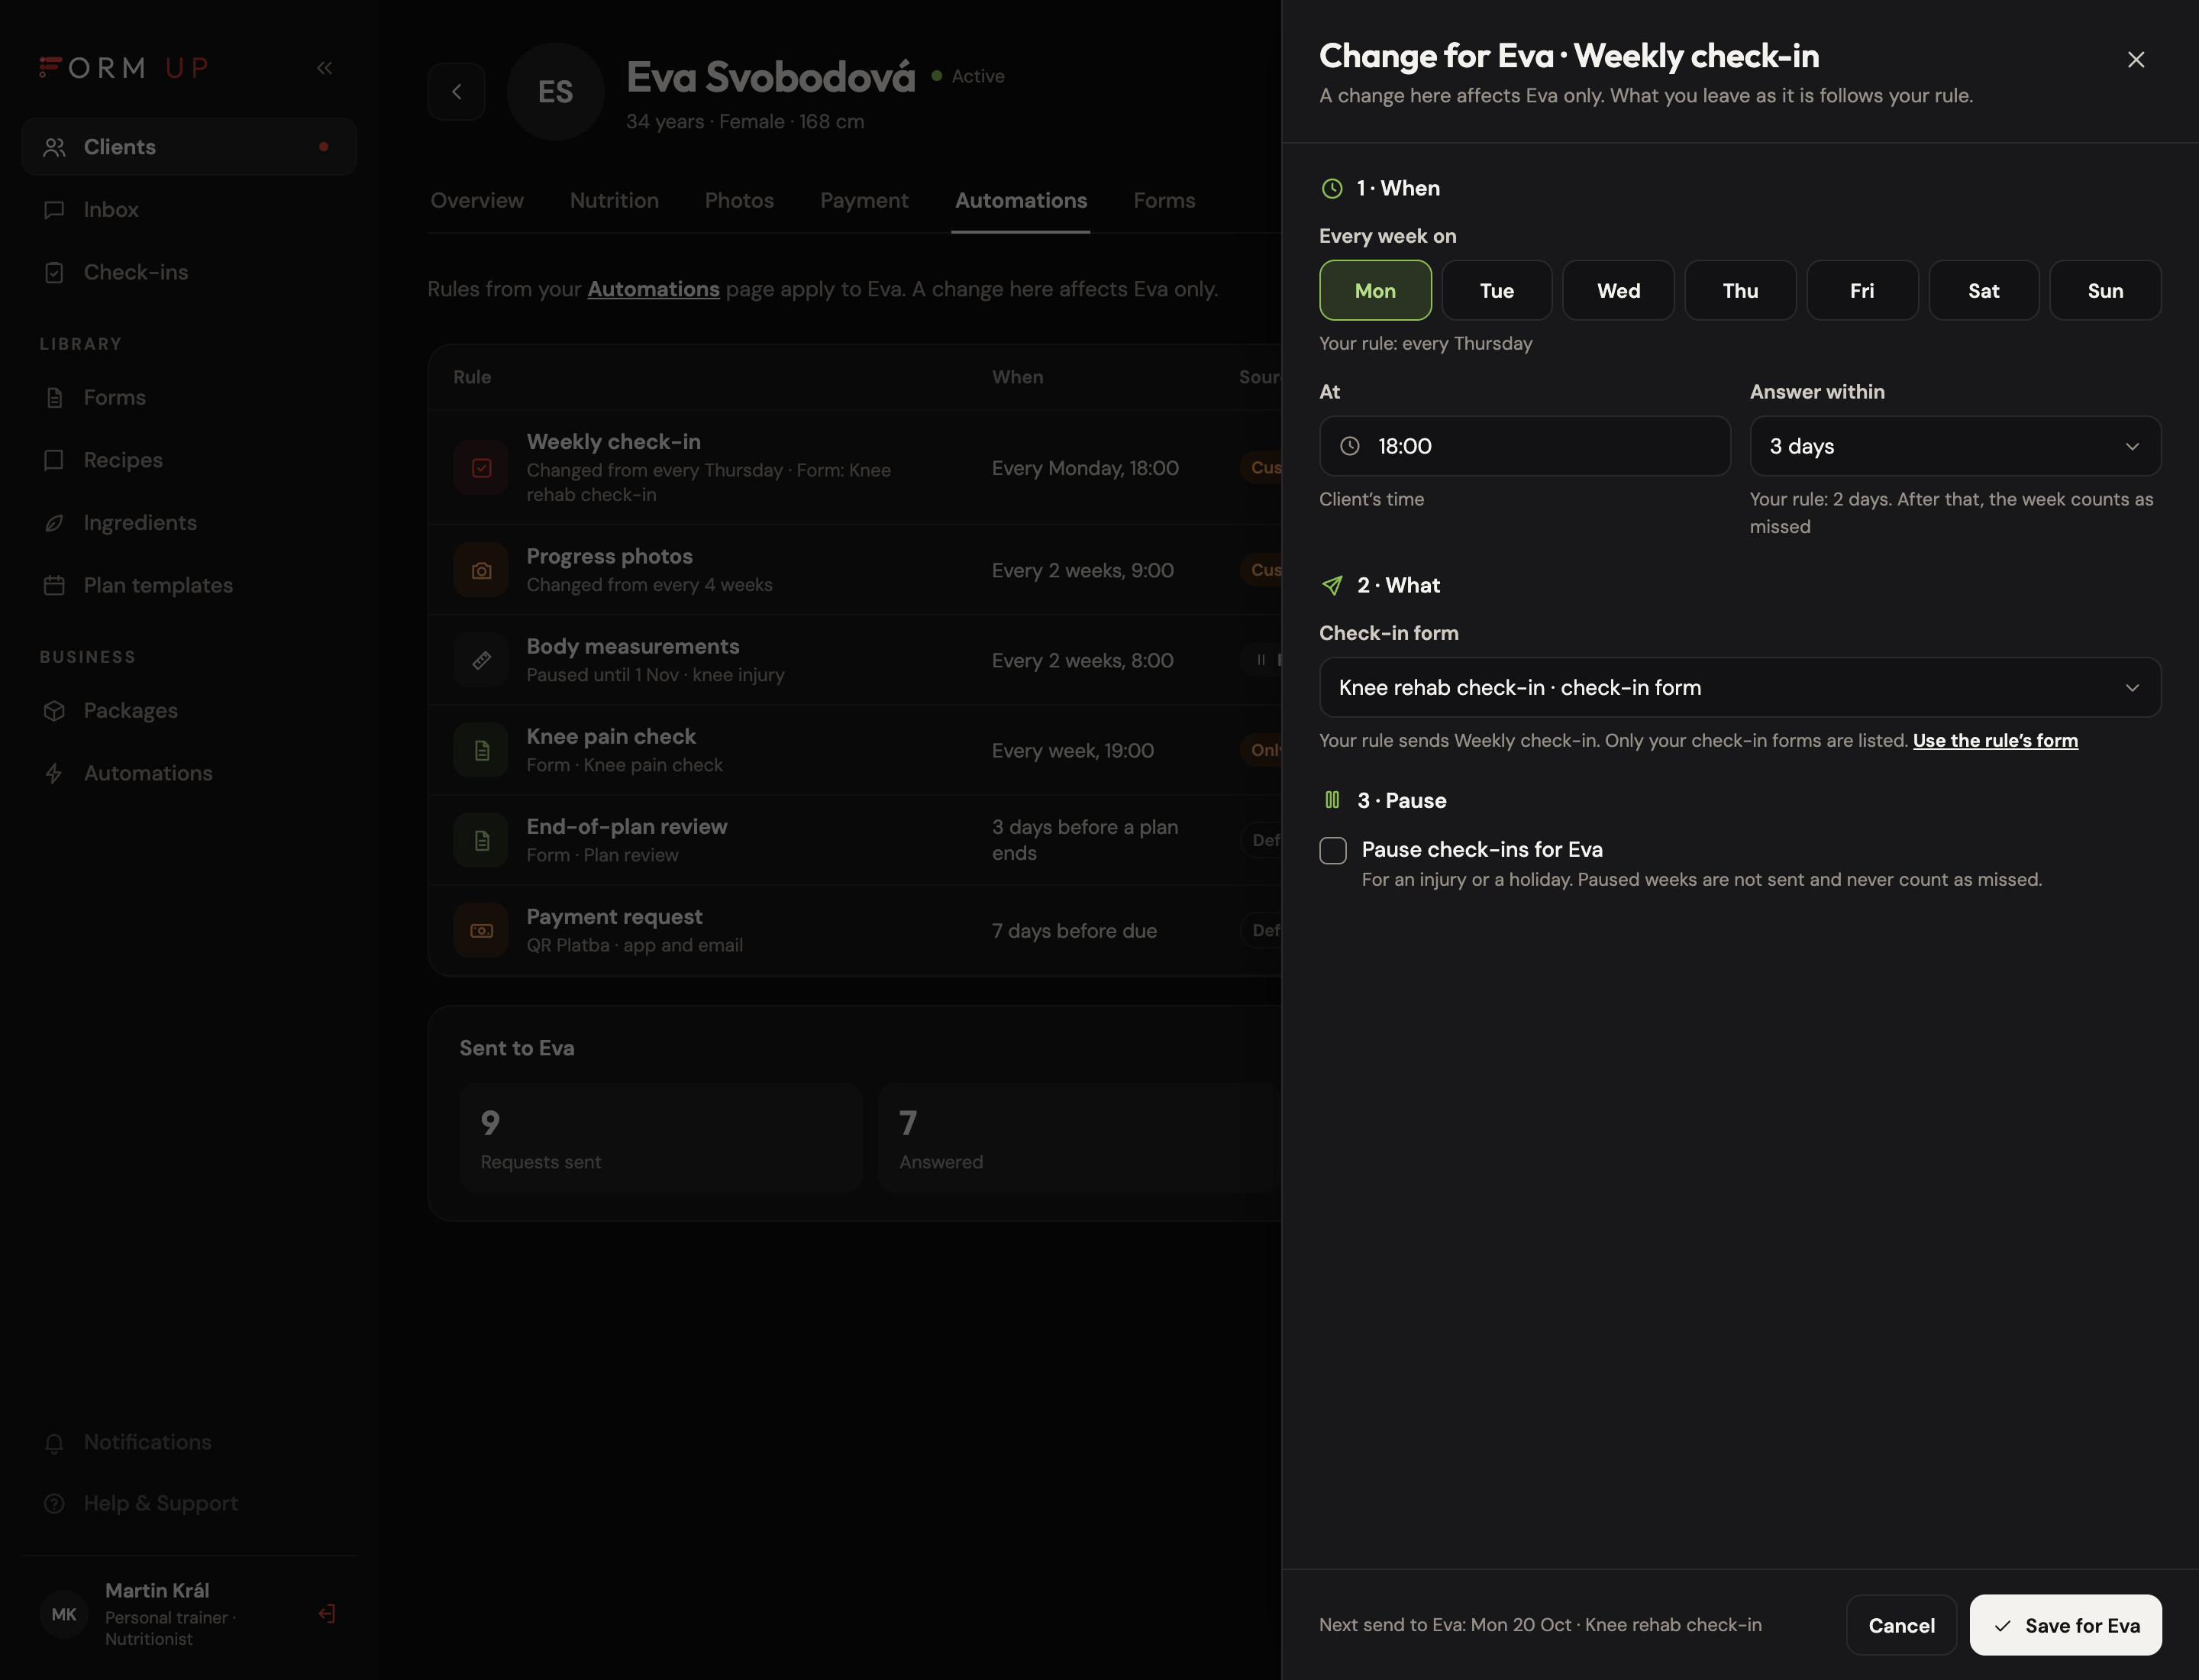 FORM UP
Clients
Inbox
Check-ins
LIBRARY
Forms
Recipes
Ingredients
Plan templates
BUSINESS
Packages
Automations
Notifications
Help & Support
MK
Martin Král
Personal trainer ·
Nutritionist
ES
Eva Svobodová
Active
34 years · Female · 168 cm
Overview
Nutrition
Photos
Payment
Automations
Forms
Rules from your Automations page apply to Eva. A change here affects Eva only.
Rule
When
Weekly check-in
Changed from every Thursday · Form: Knee
rehab check-in
Every Monday, 18:00
Progress photos
Changed from every 4 weeks
Every 2 weeks, 9:00
Body measurements
Paused until 1 Nov · knee injury
Every 2 weeks, 8:00
Knee pain check
Form · Knee pain check
Every week, 19:00
End-of-plan review
Form · Plan review
3 days before a plan
ends
Payment request
QR Platba · app and email
7 days before due
Sent to Eva
9
Requests sent
7
Answered
Change for Eva · Weekly check-in
A change here affects Eva only. What you leave as it is follows your rule.
1 · When
Every week on
Mon
Tue
Wed
Thu
Fri
Sat
Sun
Your rule: every Thursday
At
18:00
Client’s time
Answer within
3 days
Your rule: 2 days. After that, the week counts as
missed
2 · What
Check-in form
Knee rehab check-in · check-in form
Your rule sends Weekly check-in. Only your check-in forms are listed. Use the rule’s form
3 · Pause
Pause check-ins for Eva
For an injury or a holiday. Paused weeks are not sent and never count as missed.
Next send to Eva: Mon 20 Oct · Knee rehab check-in
Cancel
Save for Eva